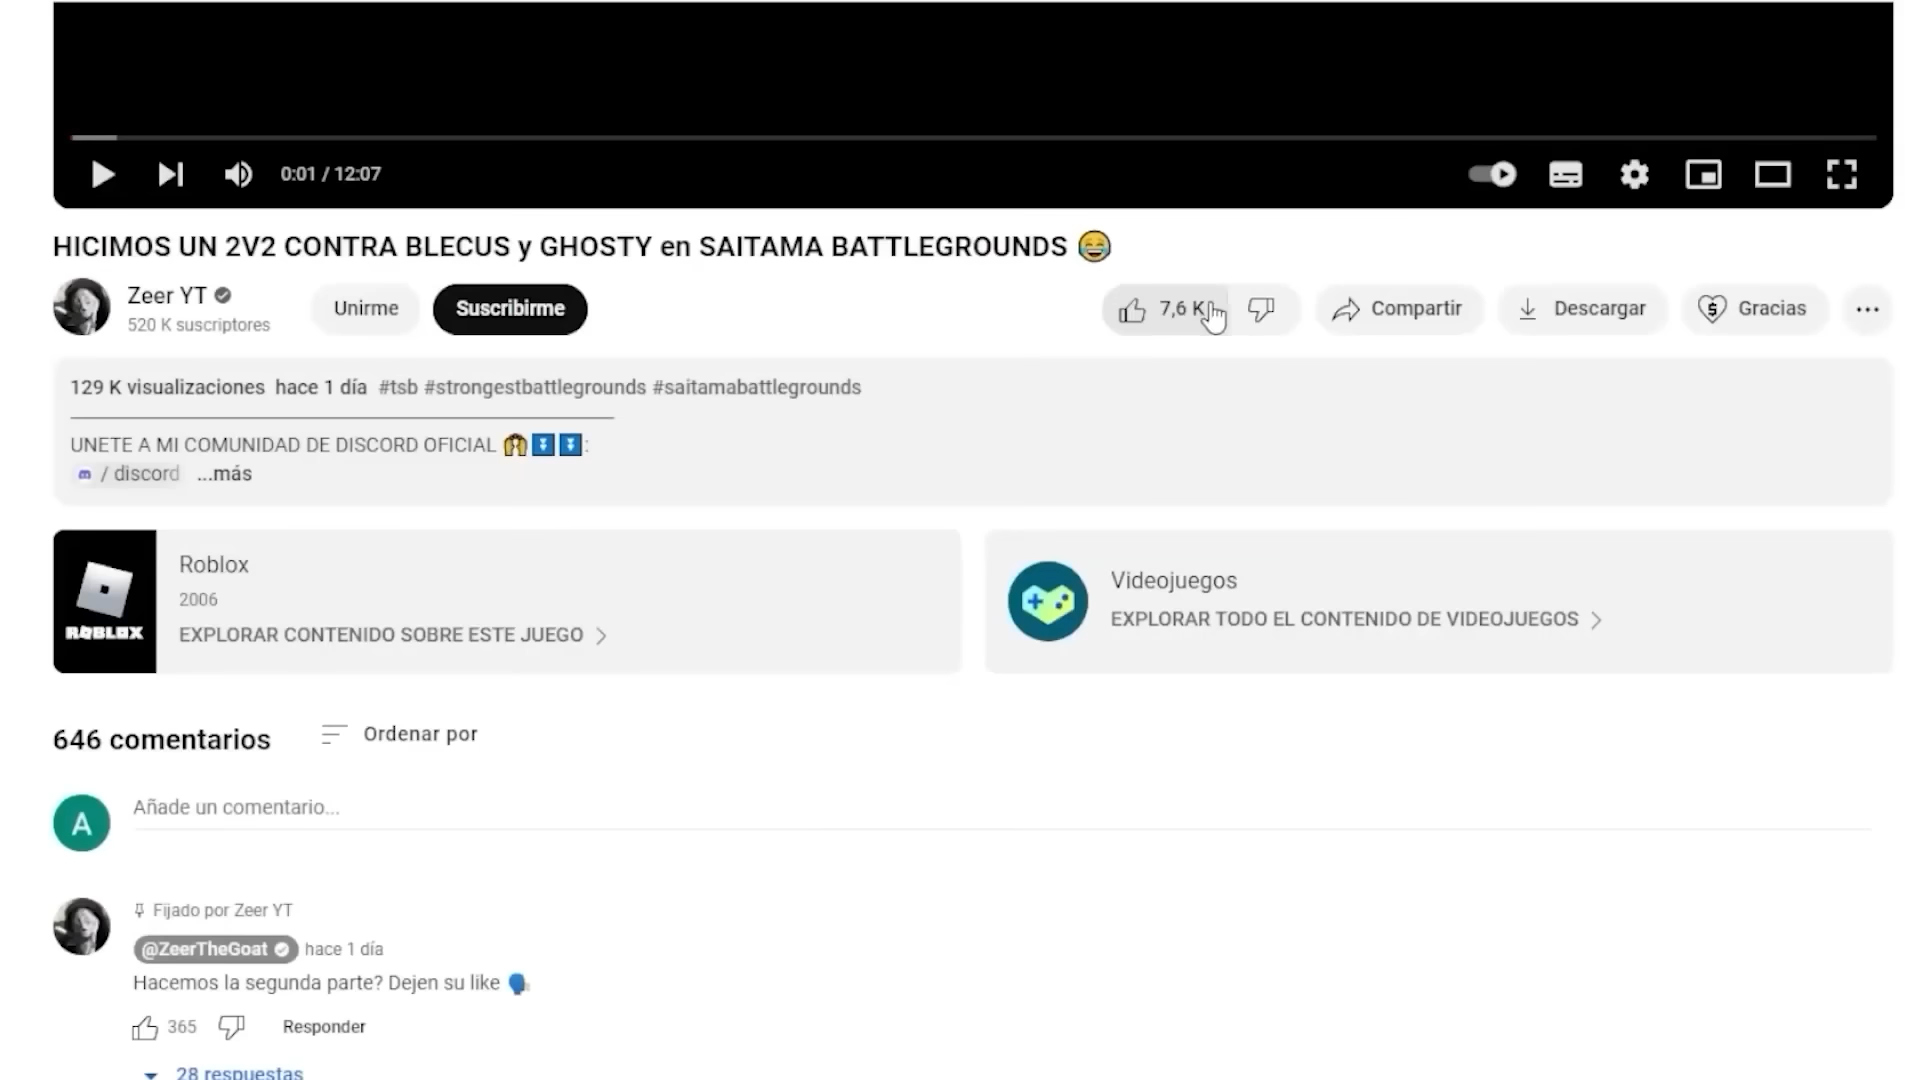 0:01 / 12:07
HICIMOS UN 2V2 CONTRA BLECUS y GHOSTY en SAITAMA BATTLEGROUNDS 😂
Zeer YT
520 K suscriptores
Unirme
Suscribirme
7,6 K
Compartir
Descargar
Gracias
129 K visualizaciones hace 1 día #tsb #strongestbattlegrounds #saitamabattlegrounds
UNETE A MI COMUNIDAD DE DISCORD OFICIAL 🙌⏬⏬:
/ discord ...más
ROBLOX
Roblox
2006
EXPLORAR CONTENIDO SOBRE ESTE JUEGO
Videojuegos
EXPLORAR TODO EL CONTENIDO DE VIDEOJUEGOS
646 comentarios
Ordenar por
A
Añade un comentario...
Fijado por Zeer YT
@ZeerTheGoat hace 1 día
Hacemos la segunda parte? Dejen su like 🗣️
365
Responder
28 respuestas